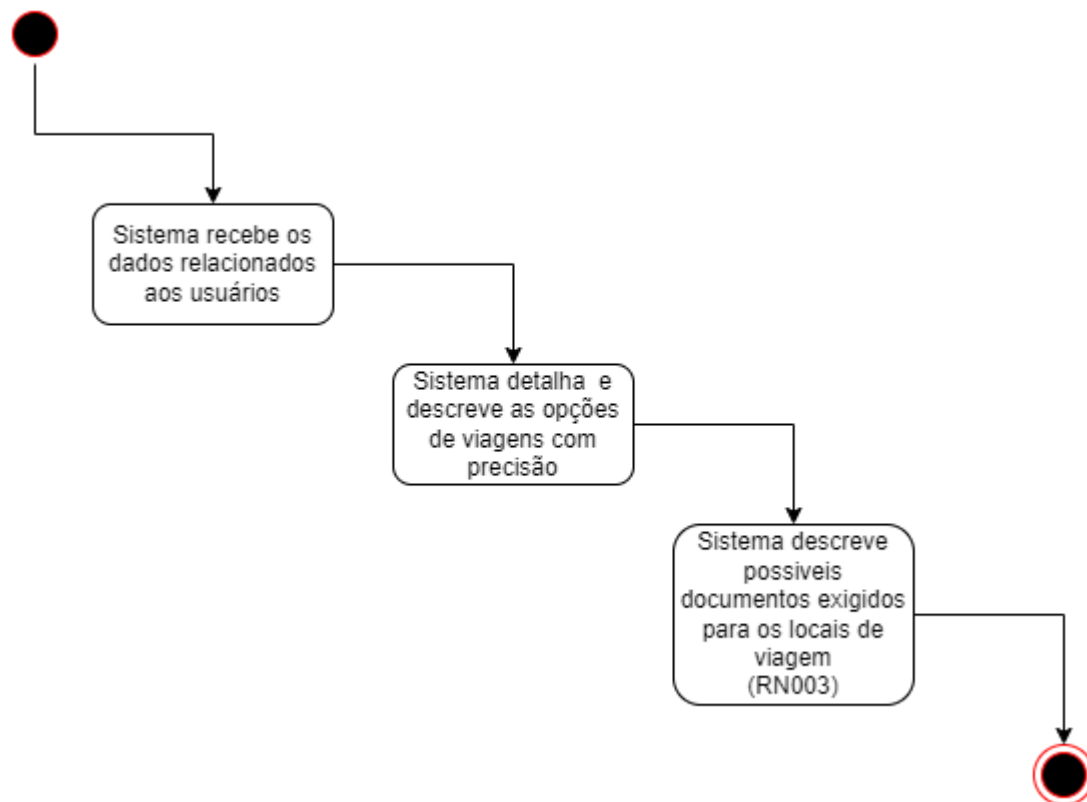 Sistema recebe os
dados relacionados
aos usuários
Sistema detalha  e
descreve as opções
de viagens com
precisão
Sistema descreve
possiveis
documentos exigidos
para os locais de
viagem
(RN003)